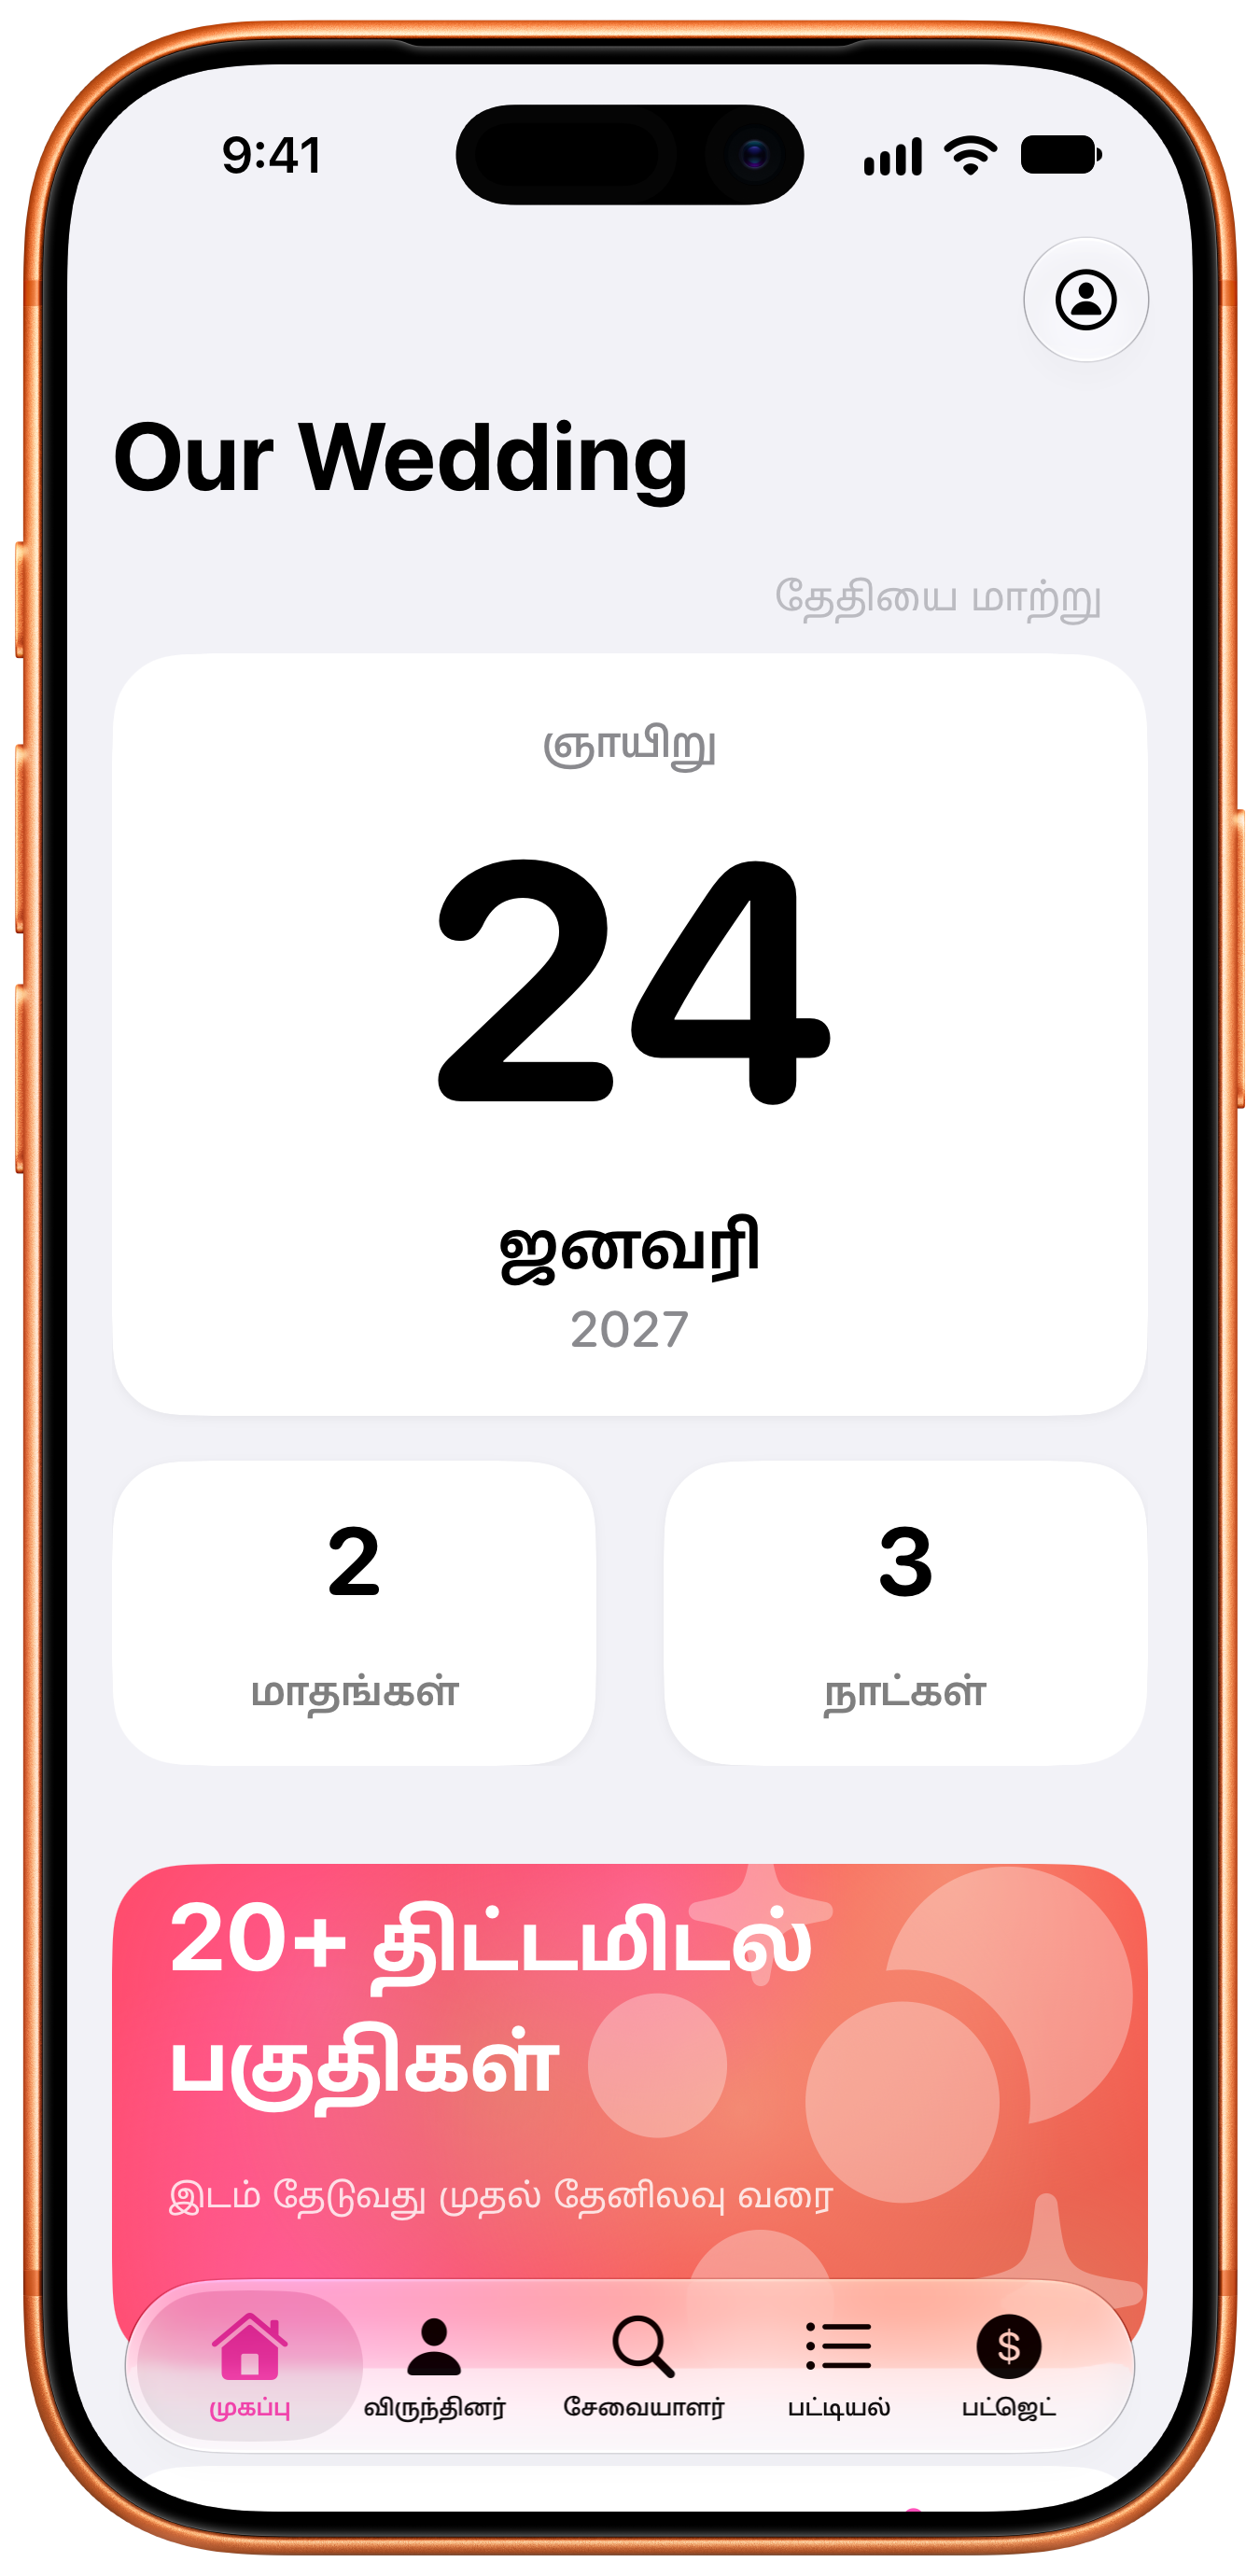 9:41
Our Wedding
தேதியை மாற்று
ஞாயிறு
24
ஜனவரி
2027
2
மாதங்கள்
3
நாட்கள்
20+ திட்டமிடல்
பகுதிகள்
இடம் தேடுவது முதல் தேனிலவு வரை
முகப்பு விருந்தினர் சேவையாளர் பட்டியல் பட்ஜெட்